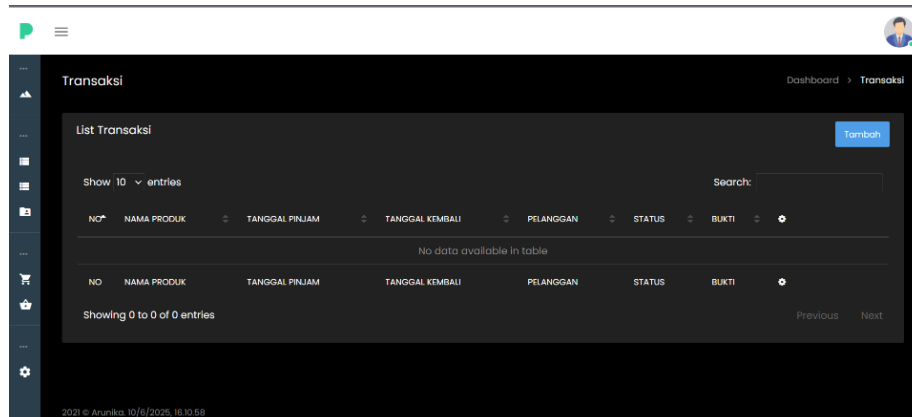 Transaksi
Dashboard > Transaksi
List Transaksi
Tambah
Show 10 entries
Search:
NO NAMA PRODUK TANGGAL PINJAM TANGGAL KEMBALI PELANGGAN STATUS BUKTI
No data available in table
NO NAMA PRODUK TANGGAL PINJAM TANGGAL KEMBALI PELANGGAN STATUS BUKTI
Showing 0 to 0 of 0 entries
Previous Next
2021 © Arunika. 10/6/2025, 16.10.58